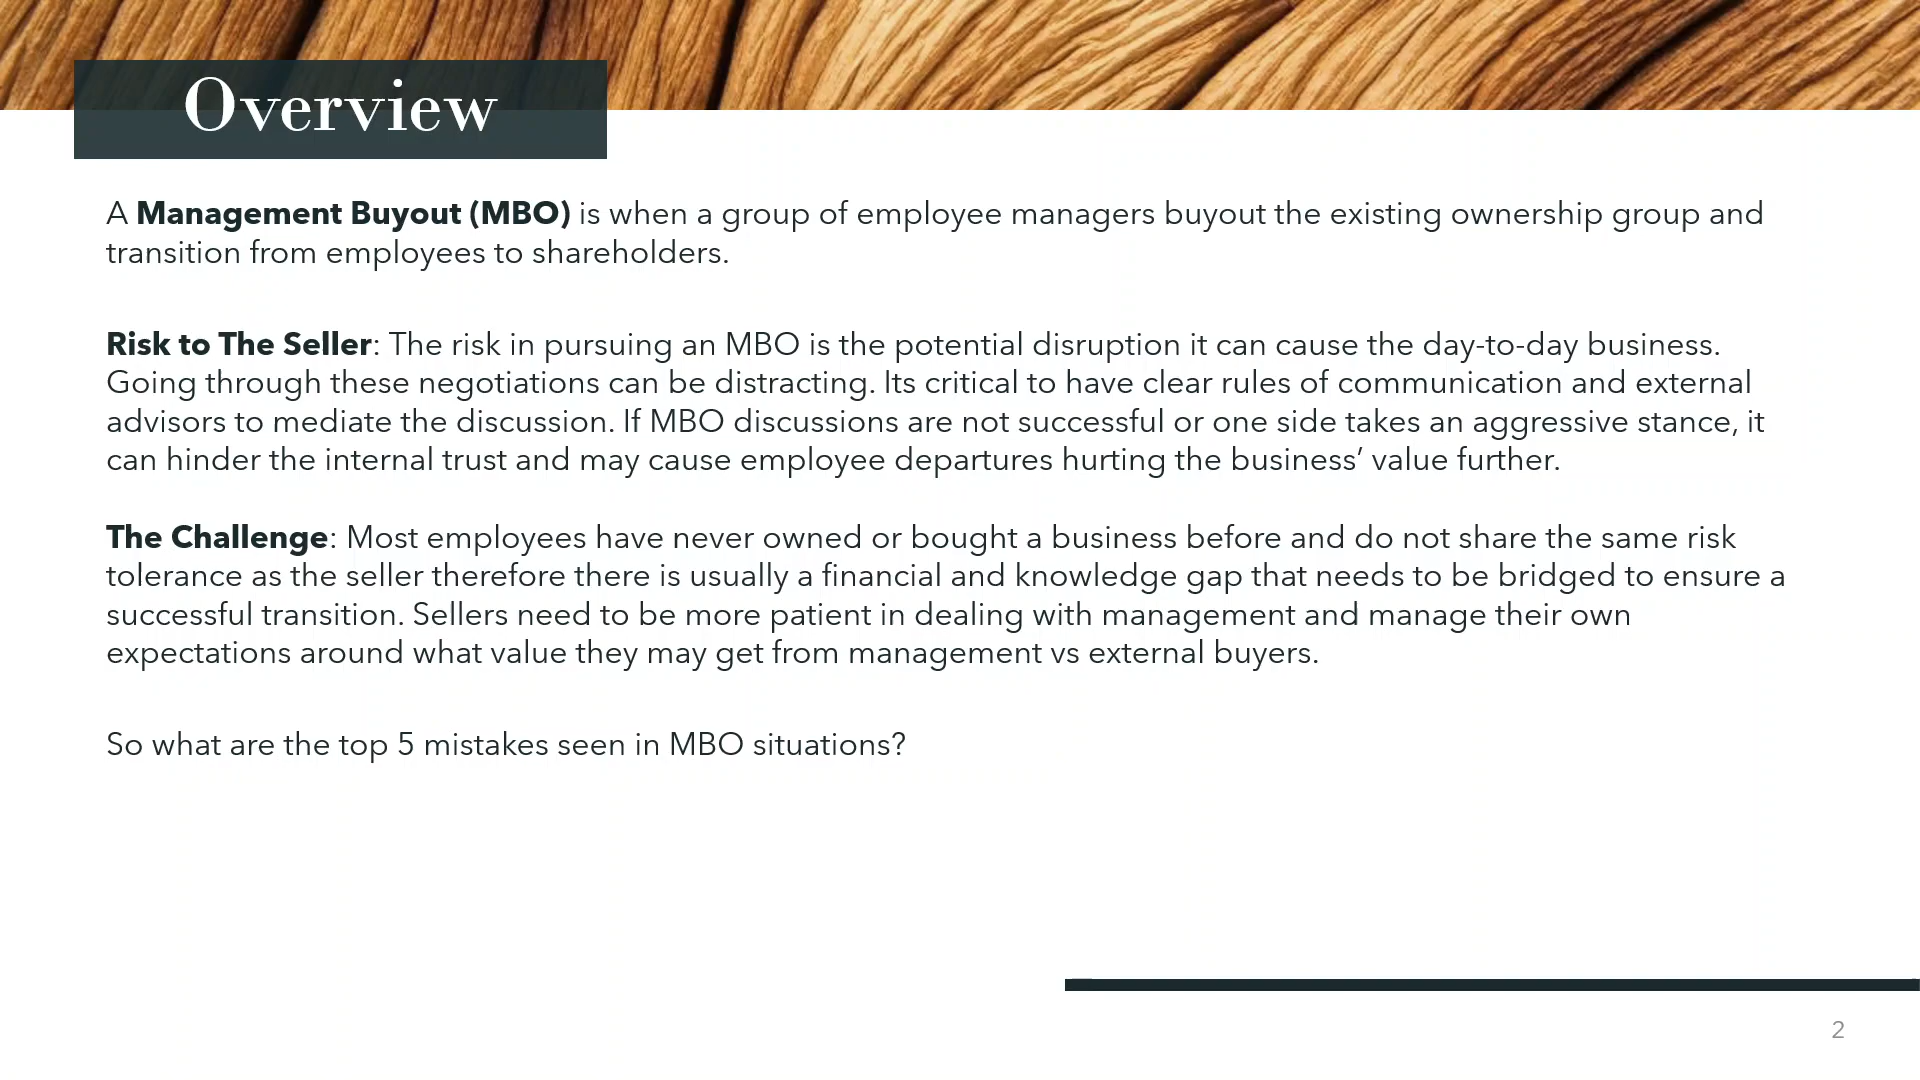 Overview
A Management Buyout (MBO) is when a group of employee managers buyout the existing ownership group and
transition from employees to shareholders.
Risk to The Seller: The risk in pursuing an MBO is the potential disruption it can cause the day-to-day business.
Going through these negotiations can be distracting. Its critical to have clear rules of communication and external
advisors to mediate the discussion. If MBO discussions are not successful or one side takes an aggressive stance, it
can hinder the internal trust and may cause employee departures hurting the business’ value further.
The Challenge: Most employees have never owned or bought a business before and do not share the same risk
tolerance as the seller therefore there is usually a financial and knowledge gap that needs to be bridged to ensure a
successful transition. Sellers need to be more patient in dealing with management and manage their own
expectations around what value they may get from management vs external buyers.
So what are the top 5 mistakes seen in MBO situations?
2